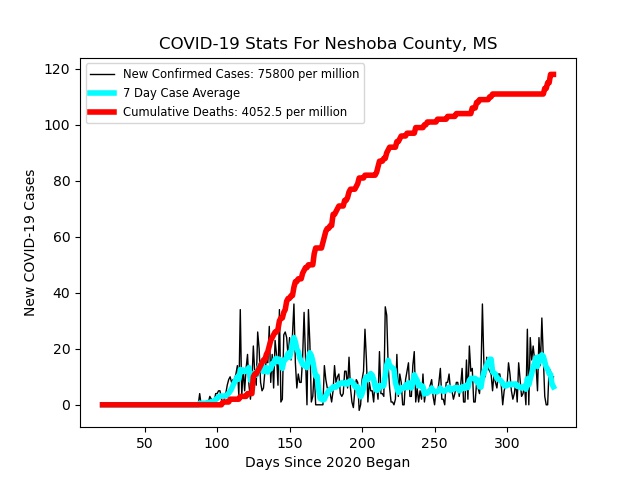 COVID-19 Stats For Neshoba County, MS
New Confirmed Cases: 75800 per million
7 Day Case Average
Cumulative Deaths: 4052.5 per million
120
100
80
60
40
20
0
New COVID-19 Cases
50 100 150 200 250 300
Days Since 2020 Began